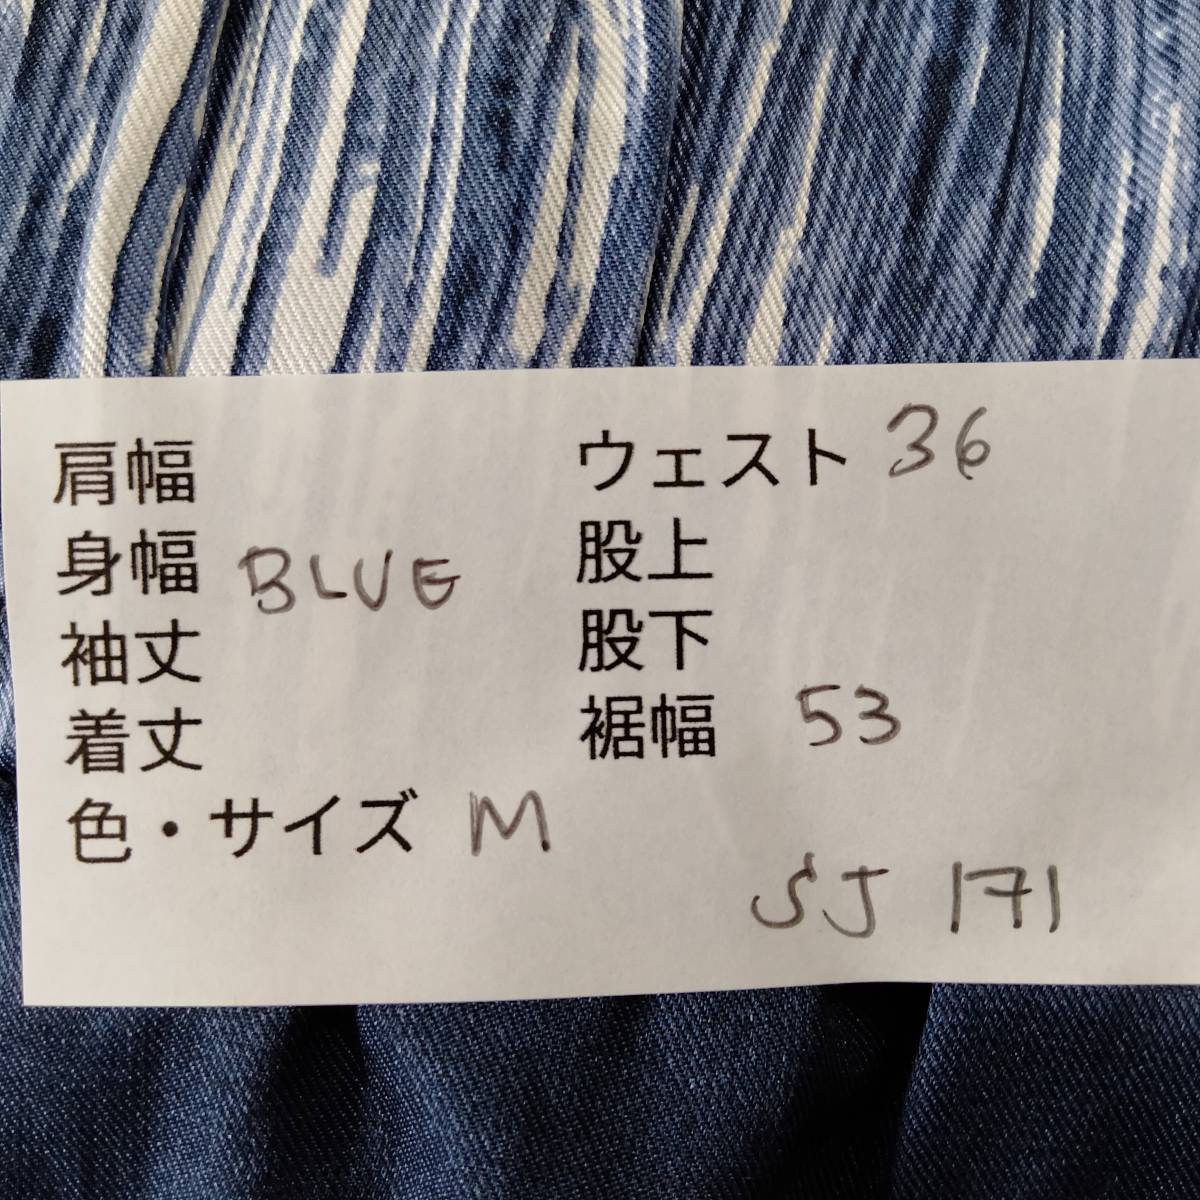 肩幅
身幅 BLUE
袖丈
着丈
色・サイズ M
ウェスト 36
股上
股下
裾幅 53
SJ 171